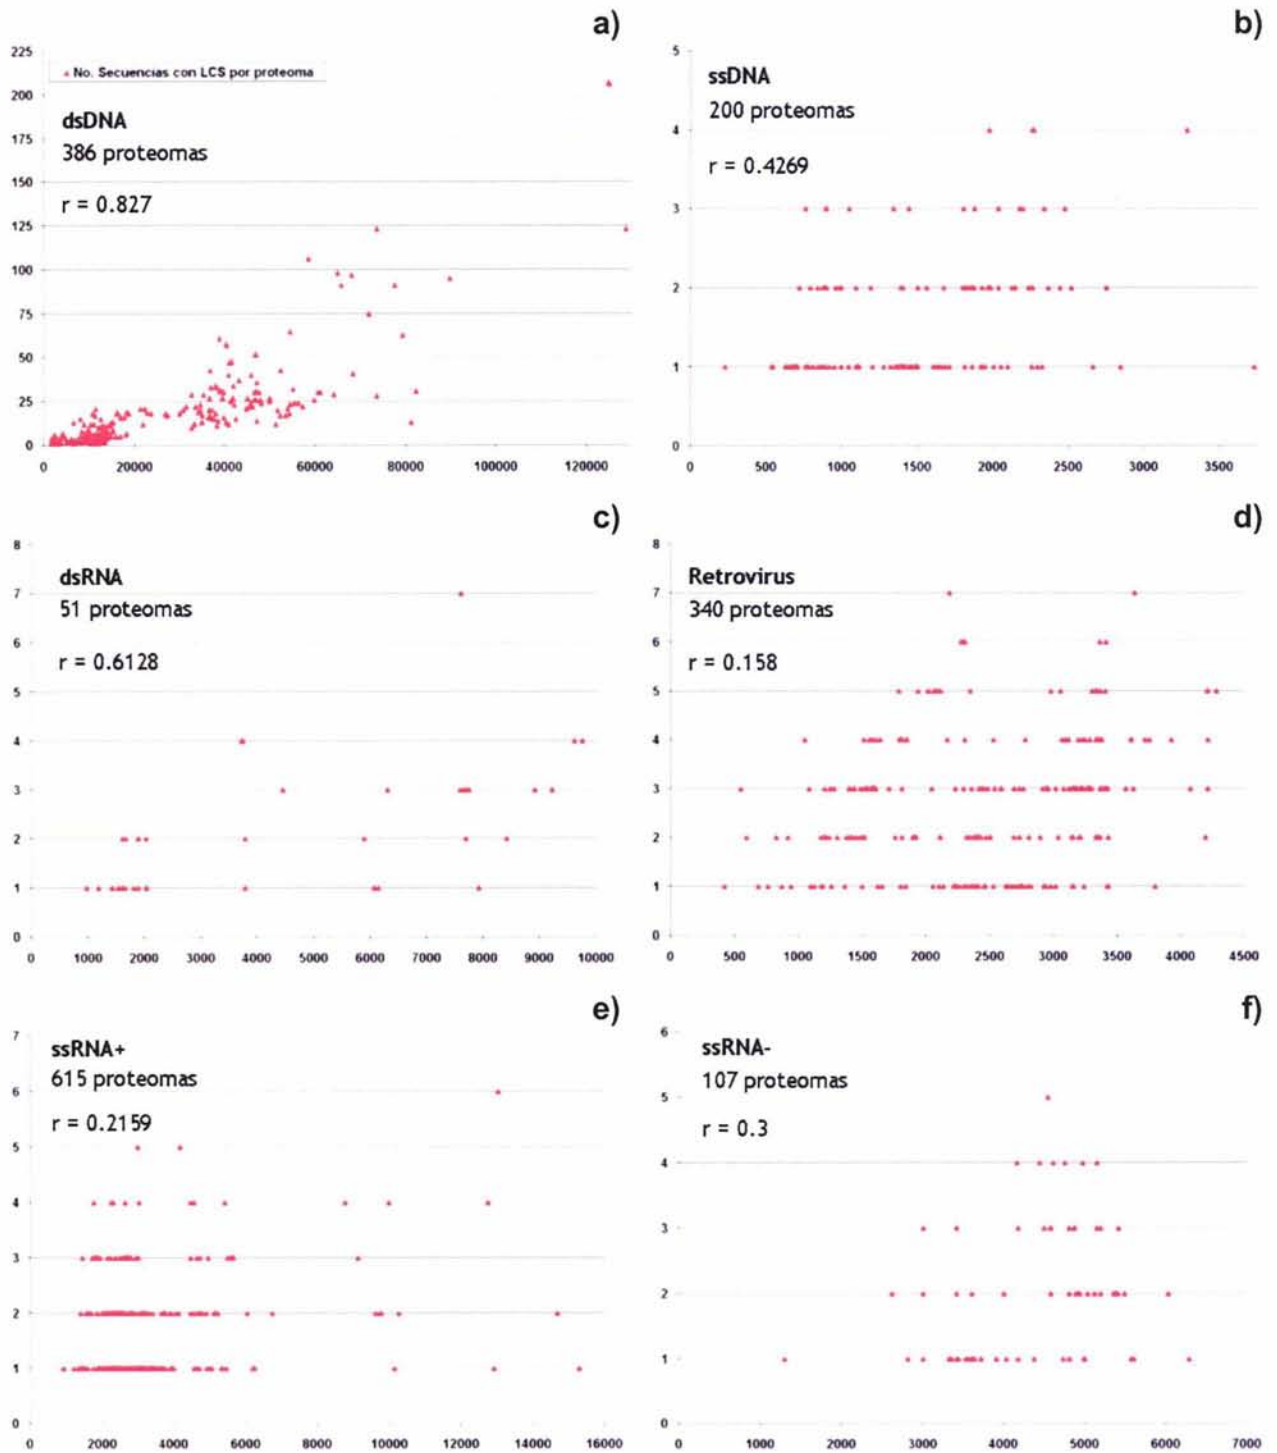 a)
225
200
175
150
125
100
75
50
25
0
No. Secuencias con LCS por proteoma
dsDNA
386 proteomas
r = 0.827
0 20000 40000 60000 80000 100000 120000
b)
5
4
3
2
1
0
ssDNA
200 proteomas
r = 0.4269
0 500 1000 1500 2000 2500 3000 3500
c)
8
7
6
5
4
3
2
1
0
dsRNA
51 proteomas
r = 0.6128
0 1000 2000 3000 4000 5000 6000 7000 8000 9000 10000
d)
8
7
6
5
4
3
2
1
0
Retrovirus
340 proteomas
r = 0.158
0 500 1000 1500 2000 2500 3000 3500 4000 4500
e)
7
6
5
4
3
2
1
0
ssRNA+
615 proteomas
r = 0.2159
0 2000 4000 6000 8000 10000 12000 14000 16000
f)
6
5
4
3
2
1
0
ssRNA-
107 proteomas
r = 0.3
0 1000 2000 3000 4000 5000 6000 7000